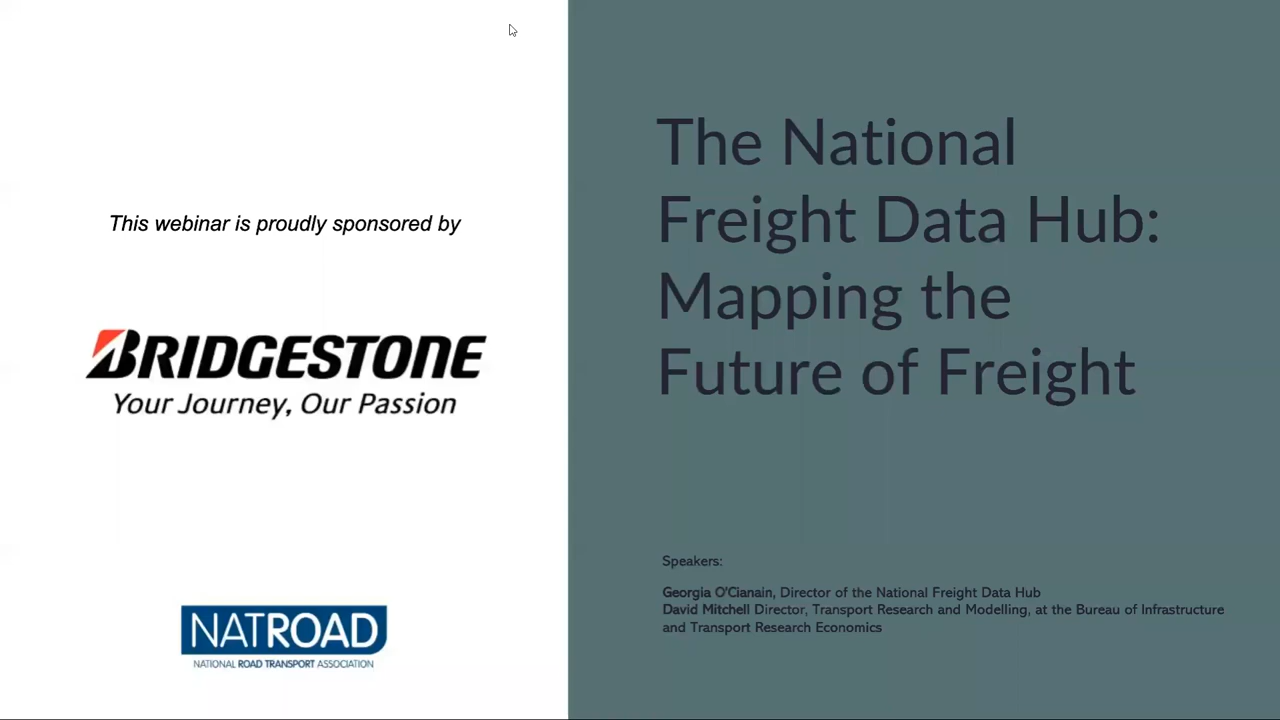 This webinar is proudly sponsored by
BRIDGESTONE
Your Journey, Our Passion
NATROAD
NATIONAL ROAD TRANSPORT ASSOCIATION
The National
Freight Data Hub:
Mapping the
Future of Freight
Speakers:
Georgia O'Cianain, Director of the National Freight Data Hub
David Mitchell Director, Transport Research and Modelling, at the Bureau of Infrastructure
and Transport Research Economics